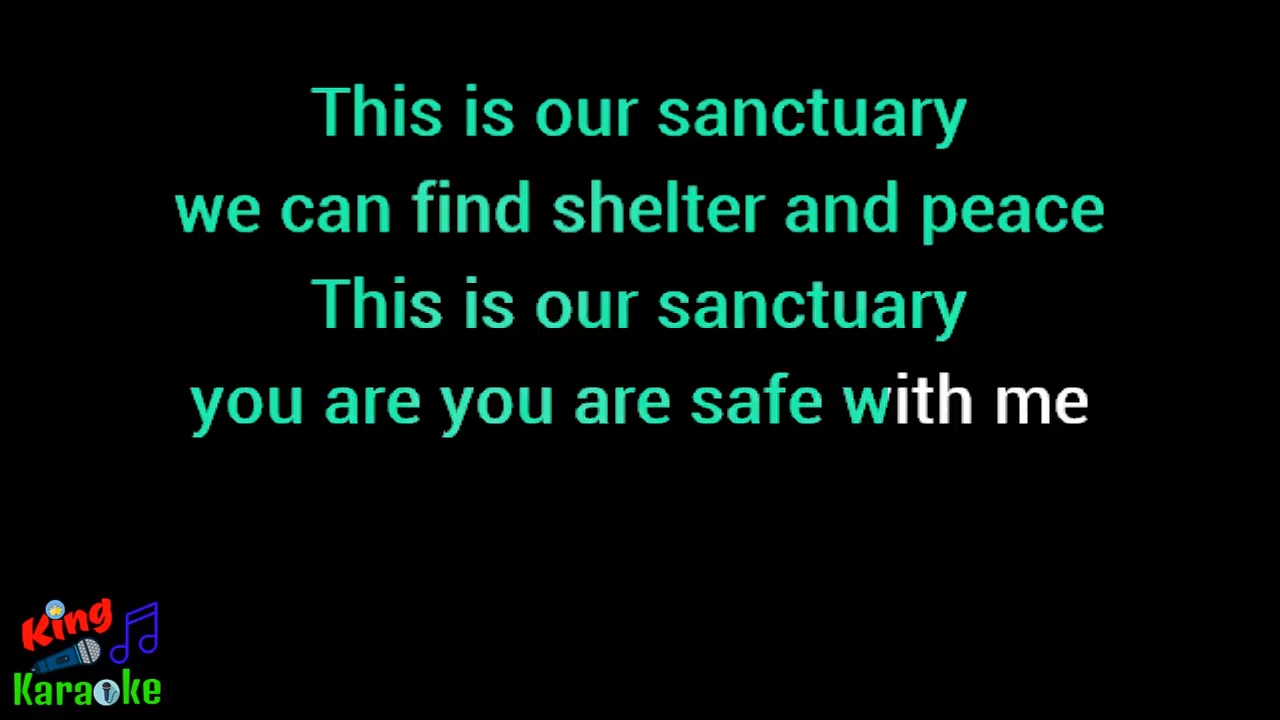 This is our sanctuary
we can find shelter and peace
This is our sanctuary
you are you are safe with me
King
Karaoke